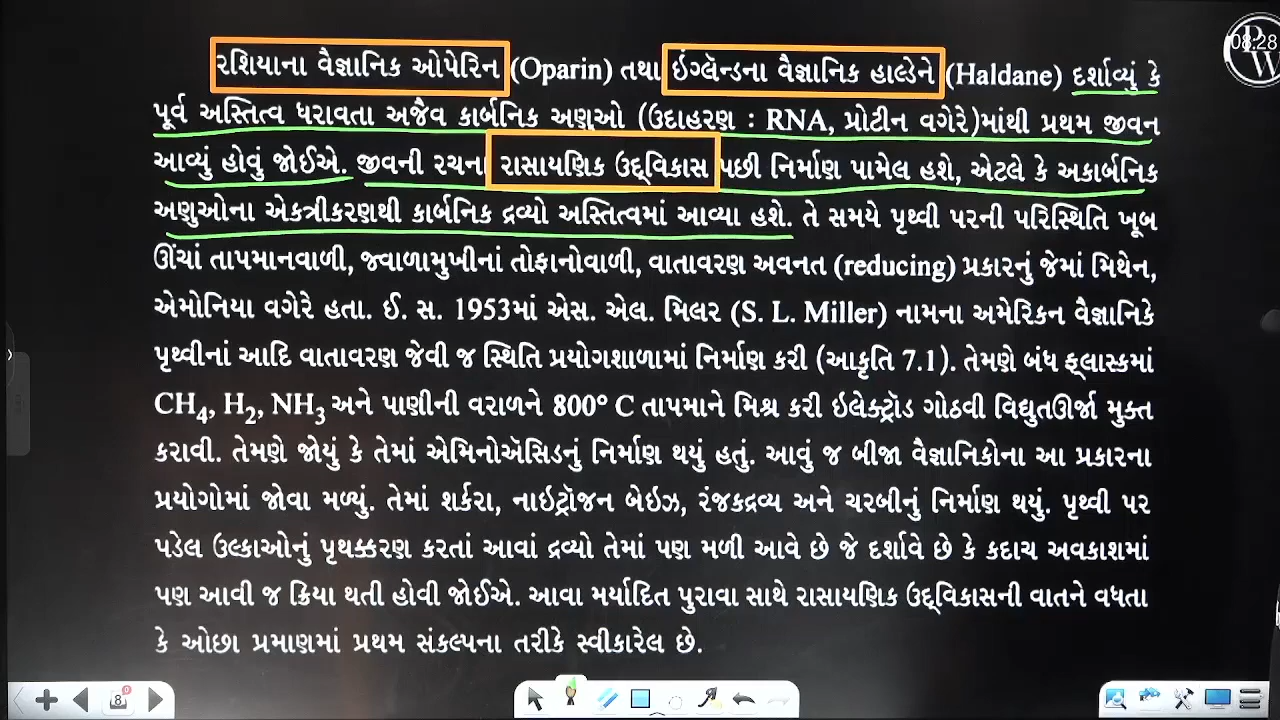 રશિયાના વૈજ્ઞાનિક ઓપેરિન (Oparin) તથા ઇંગ્લૅન્ડના વૈજ્ઞાનિક હાલ્ડેને (Haldane) દર્શાવ્યું કે
પૂર્વ અસ્તિત્વ ધરાવતા અજૈવ કાર્બનિક અણુઓ (ઉદાહરણ : RNA, પ્રોટીન વગેરે)માંથી પ્રથમ જીવન
આવ્યું હોવું જોઈએ. જીવની રચના રાસાયણિક ઉદ્દ્વિકાસ પછી નિર્માણ પામેલ હશે, એટલે કે અકાર્બનિક
અણુઓના એકત્રીકરણથી કાર્બનિક દ્રવ્યો અસ્તિત્વમાં આવ્યા હશે. તે સમયે પૃથ્વી પરની પરિસ્થિતિ ખૂબ
ઊંચાં તાપમાનવાળી, જ્વાળામુખીનાં તોફાનોવાળી, વાતાવરણ અવનત (reducing) પ્રકારનું જેમાં મિથેન,
એમોનિયા વગેરે હતા. ઈ. સ. 1953માં એસ. એલ. મિલર (S. L. Miller) નામના અમેરિકન વૈજ્ઞાનિકે
પૃથ્વીનાં આદિ વાતાવરણ જેવી જ સ્થિતિ પ્રયોગશાળામાં નિર્માણ કરી (આકૃતિ 7.1). તેમણે બંધ ફ્લાસ્કમાં
CH₄, H₂, NH₃ અને પાણીની વરાળને 800° C તાપમાને મિશ્ર કરી ઇલેક્ટ્રૉડ ગોઠવી વિદ્યુતઊર્જા મુક્ત
કરાવી. તેમણે જોયું કે તેમાં એમિનોઍસિડનું નિર્માણ થયું હતું. આવું જ બીજા વૈજ્ઞાનિકોના આ પ્રકારના
પ્રયોગોમાં જોવા મળ્યું. તેમાં શર્કરા, નાઇટ્રૉજન બેઇઝ, રંજકદ્રવ્ય અને ચરબીનું નિર્માણ થયું. પૃથ્વી પર
પડેલ ઉલ્કાઓનું પૃથક્કરણ કરતાં આવાં દ્રવ્યો તેમાં પણ મળી આવે છે જે દર્શાવે છે કે કદાચ અવકાશમાં
પણ આવી જ ક્રિયા થતી હોવી જોઈએ. આવા મર્યાદિત પુરાવા સાથે રાસાયણિક ઉદ્દ્વિકાસની વાતને વધતા
કે ઓછા પ્રમાણમાં પ્રથમ સંકલ્પના તરીકે સ્વીકારેલ છે.
08:28
8